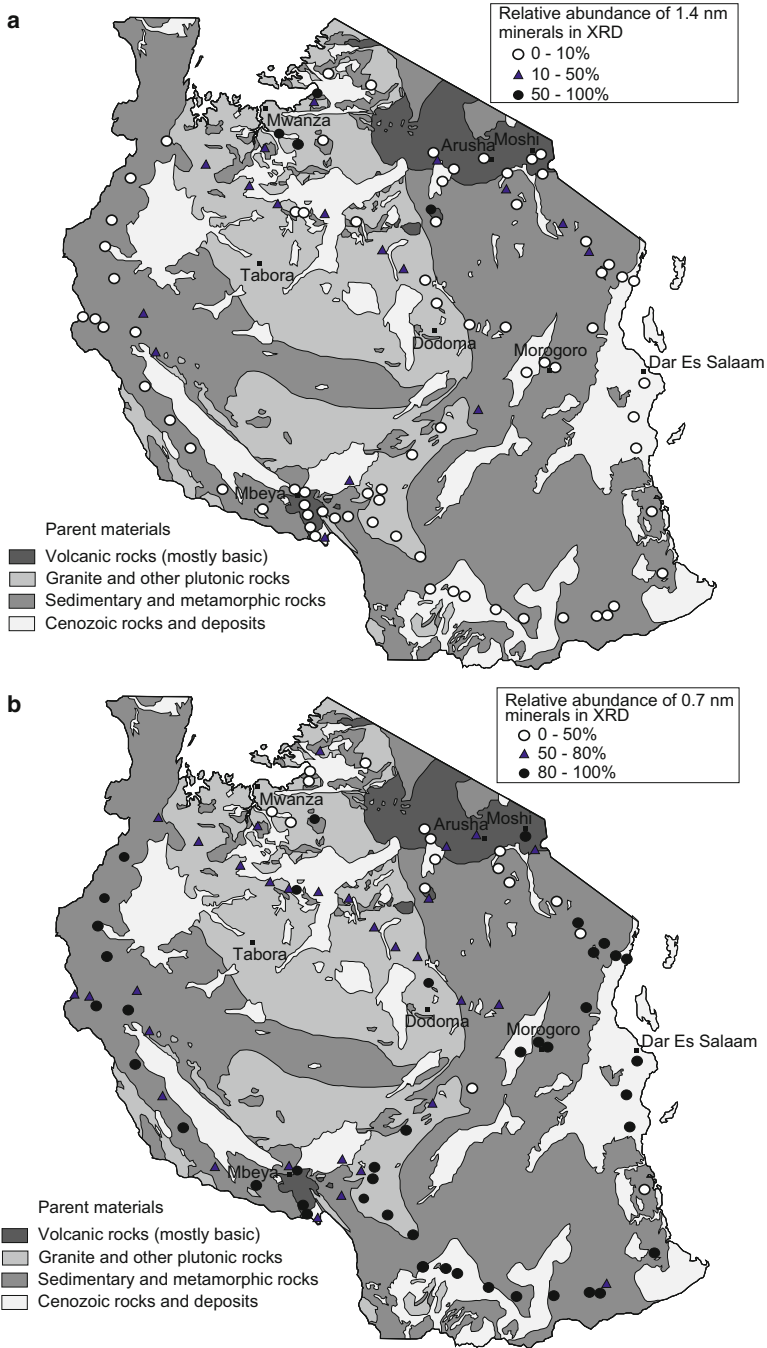 a
Relative abundance of 1.4 nm
minerals in XRD
0 - 10%
10 - 50%
50 - 100%
Mwanza
Arusha
Moshi
Tabora
Dodoma
Morogoro
Dar Es Salaam
Mbeya
Parent materials
Volcanic rocks (mostly basic)
Granite and other plutonic rocks
Sedimentary and metamorphic rocks
Cenozoic rocks and deposits
b
Relative abundance of 0.7 nm
minerals in XRD
0 - 50%
50 - 80%
80 - 100%
Mwanza
Arusha
Moshi
Tabora
Dodoma
Morogoro
Dar Es Salaam
Mbeya
Parent materials
Volcanic rocks (mostly basic)
Granite and other plutonic rocks
Sedimentary and metamorphic rocks
Cenozoic rocks and deposits